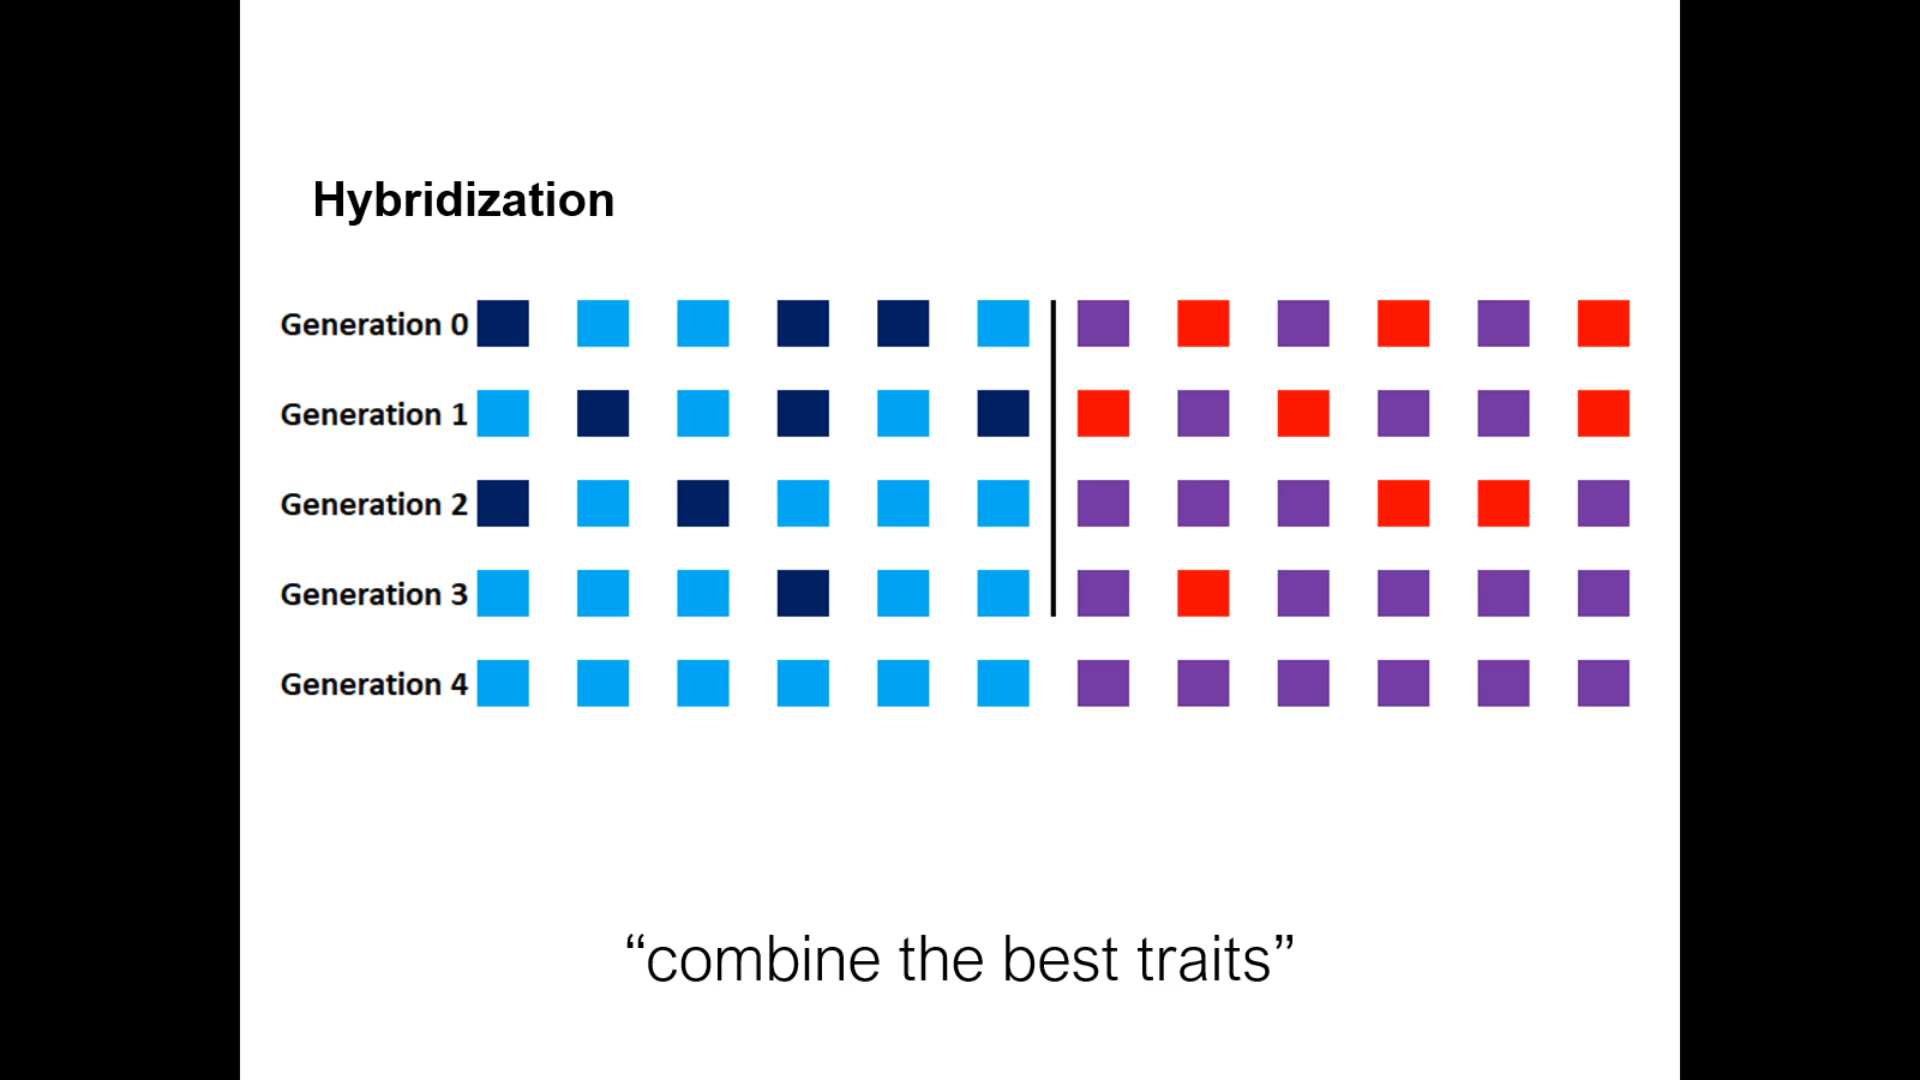 Hybridization
Generation 0
Generation 1
Generation 2
Generation 3
Generation 4
“combine the best traits”